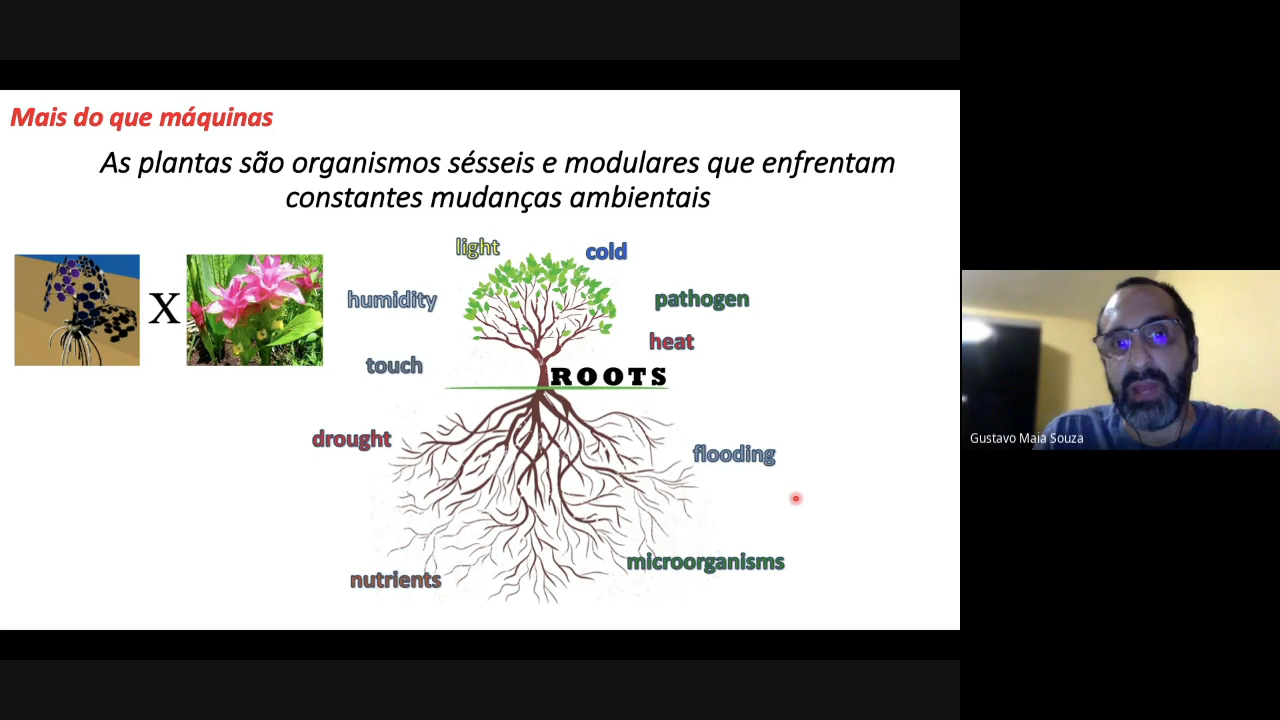 Mais do que máquinas
As plantas são organismos sésseis e modulares que enfrentam
constantes mudanças ambientais
light
cold
humidity
pathogen
X
heat
touch
ROOTS
drought
Gustavo Maia Souza
flooding
microorganisms
nutrients